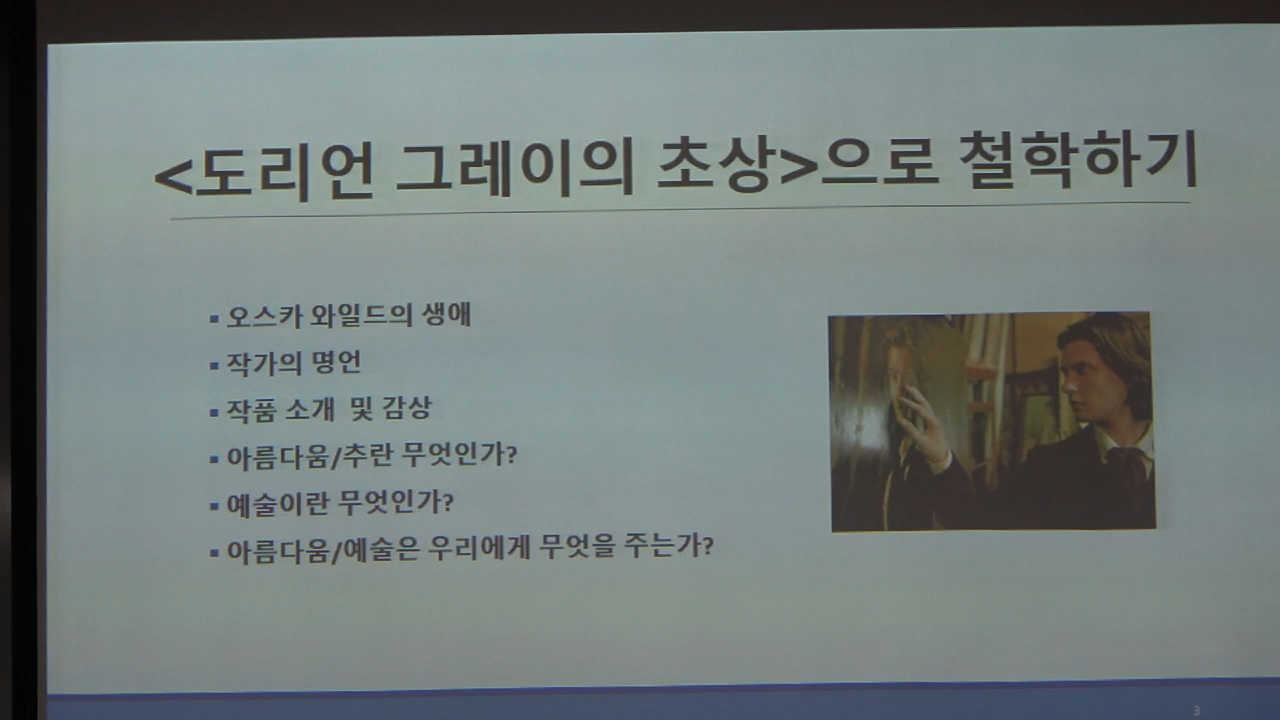 <도리언 그레이의 초상>으로 철학하기
▪ 오스카 와일드의 생애
▪ 작가의 명언
▪ 작품 소개 및 감상
▪ 아름다움/추란 무엇인가?
▪ 예술이란 무엇인가?
▪ 아름다움/예술은 우리에게 무엇을 주는가?
3